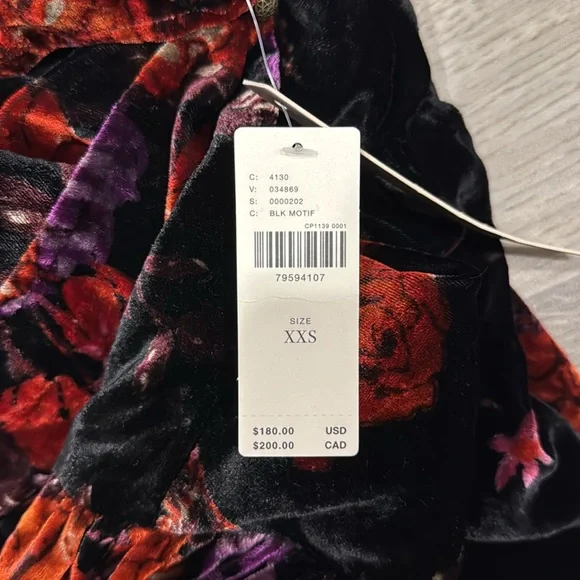 C: 4130
V: 034869
S: 0000202
C: BLK MOTIF
CP1139 0001
79594107
SIZE
XXS
$180.00 USD
$200.00 CAD